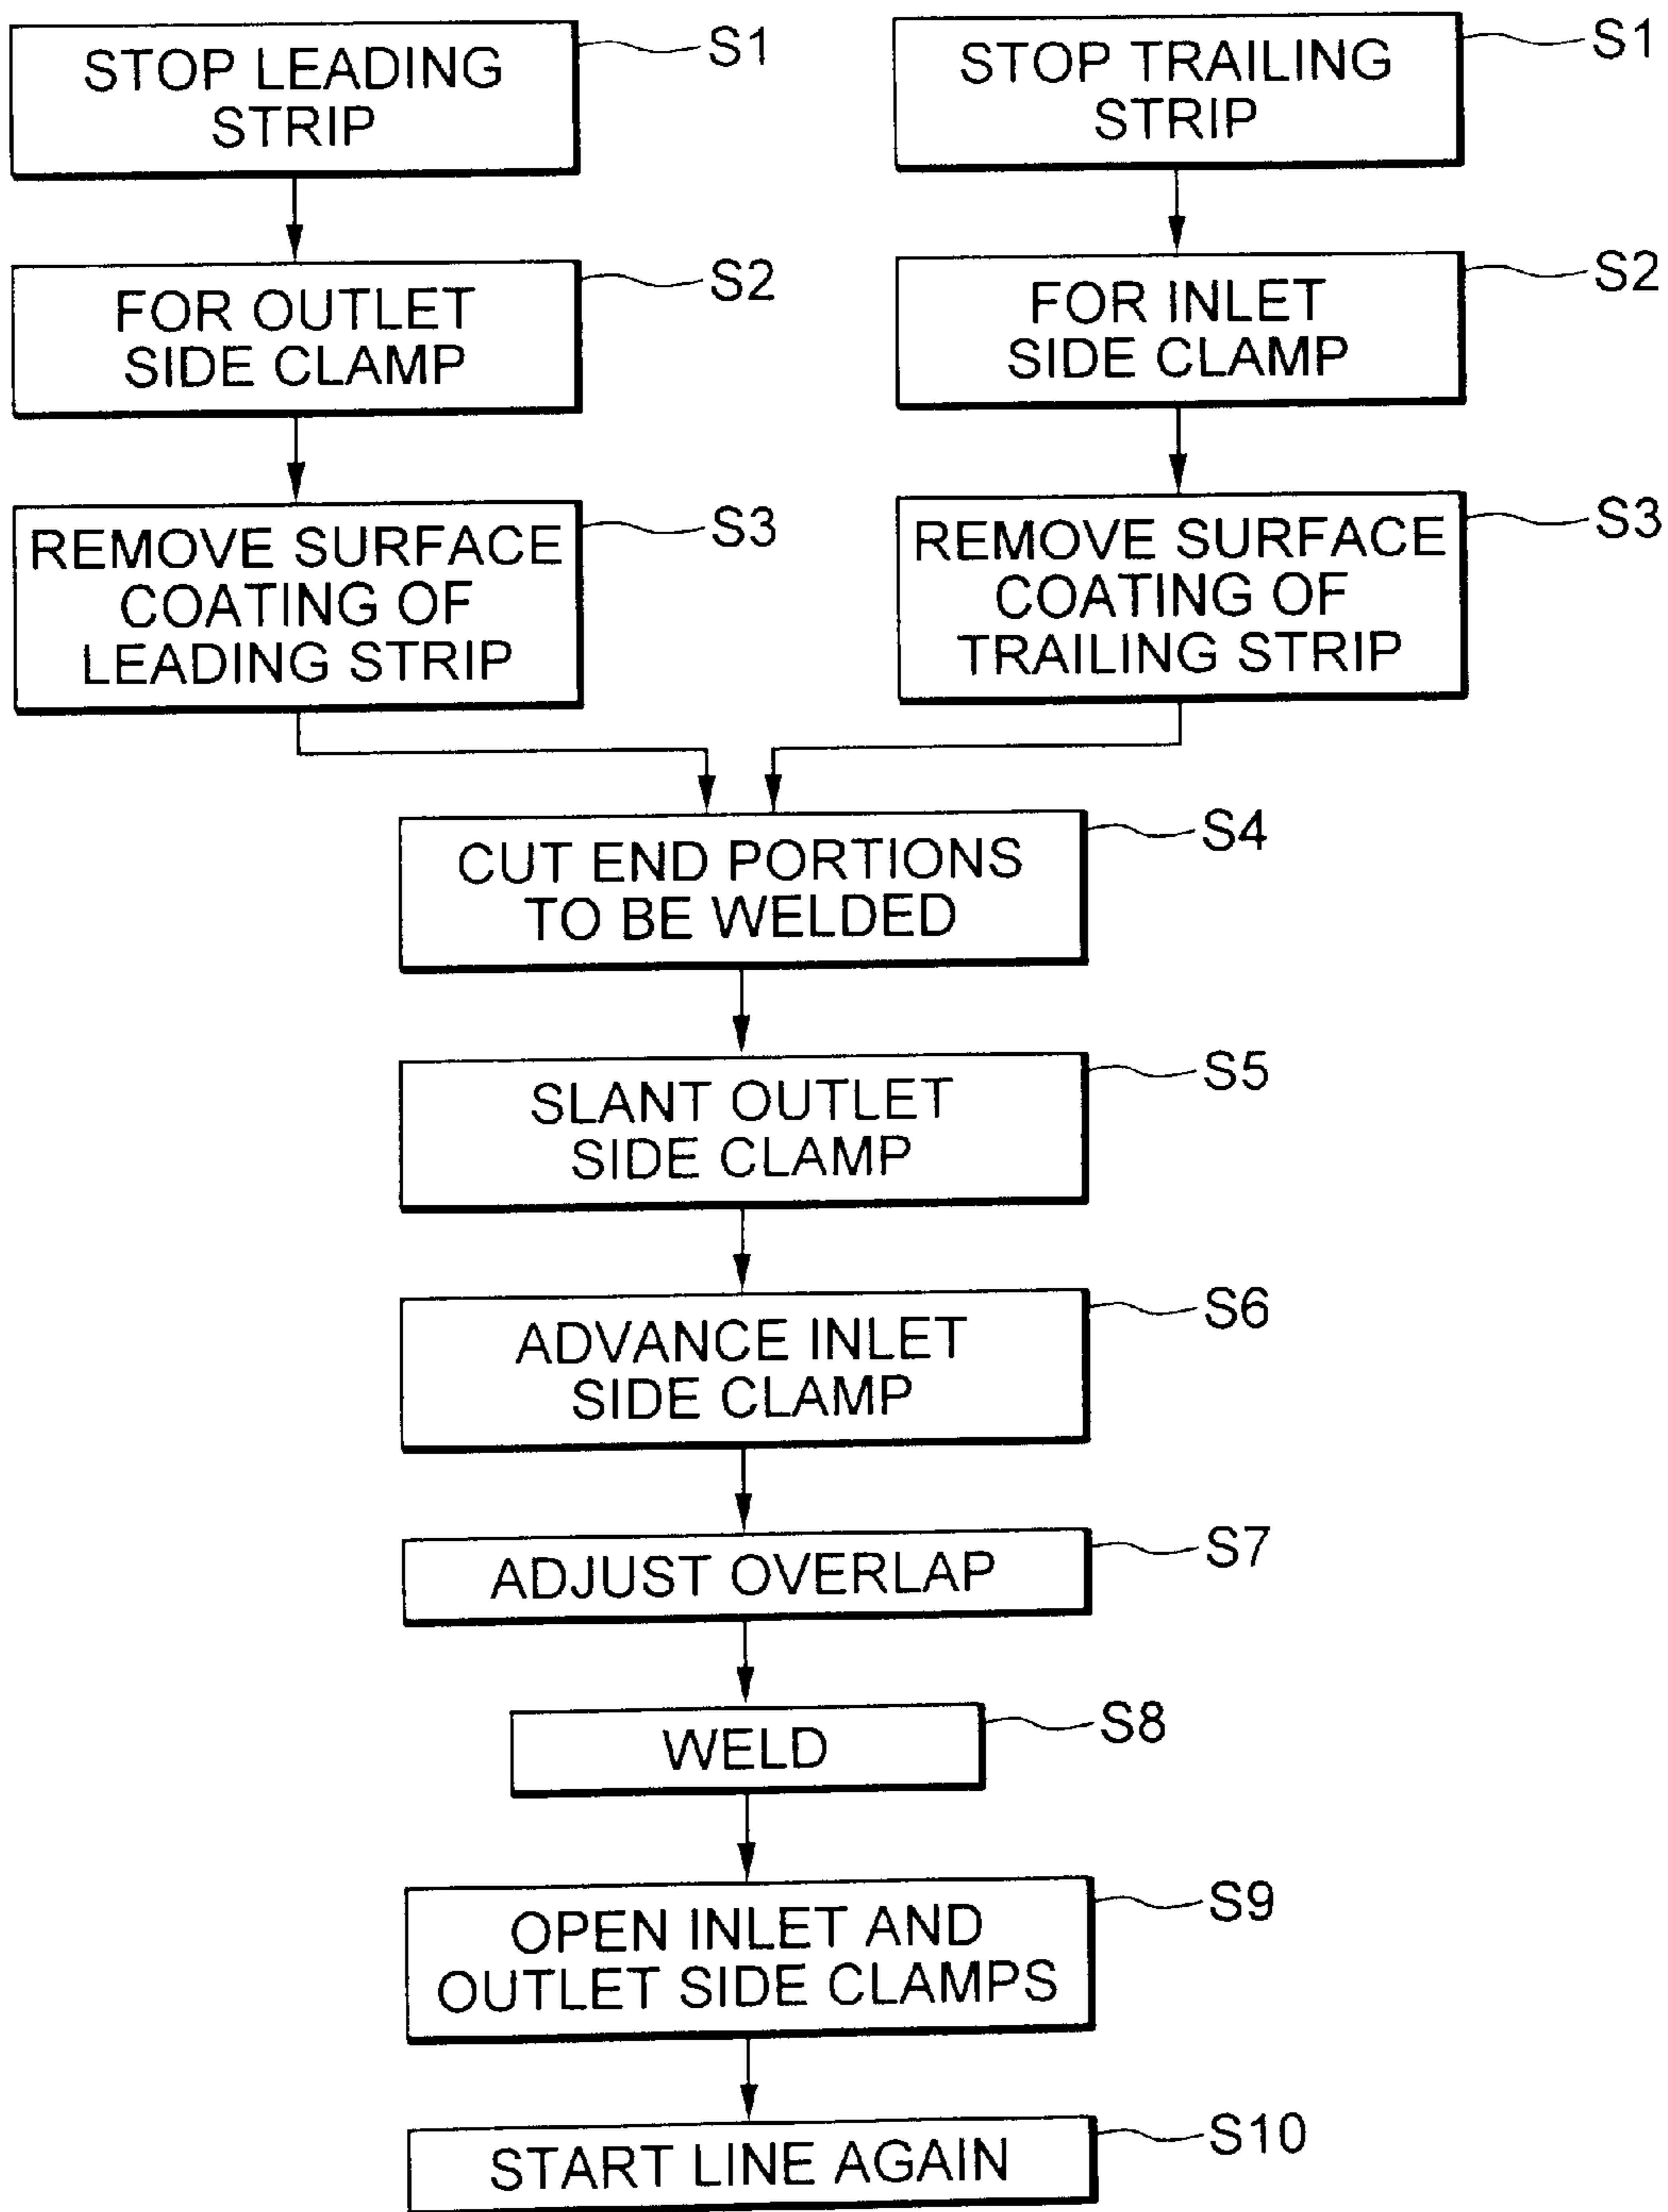 STOP LEADING
STRIP
S1
STOP TRAILING
STRIP
S1
FOR OUTLET
SIDE CLAMP
S2
FOR INLET
SIDE CLAMP
S2
REMOVE SURFACE
COATING OF
LEADING STRIP
S3
REMOVE SURFACE
COATING OF
TRAILING STRIP
S3
CUT END PORTIONS
TO BE WELDED
S4
SLANT OUTLET
SIDE CLAMP
S5
ADVANCE INLET
SIDE CLAMP
S6
ADJUST OVERLAP
S7
WELD
S8
OPEN INLET AND
OUTLET SIDE CLAMPS
S9
START LINE AGAIN
S10